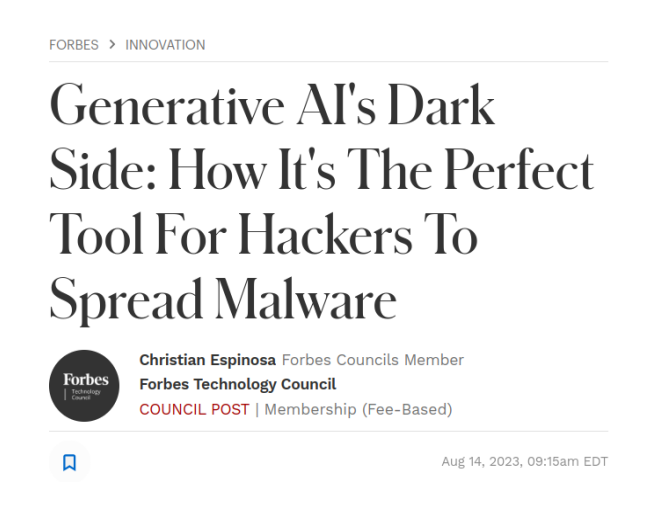 FORBES > INNOVATION
Generative AI's Dark
Side: How It's The Perfect
Tool For Hackers To
Spread Malware
Forbes
Technology
Council
Christian Espinosa Forbes Councils Member
Forbes Technology Council
COUNCIL POST | Membership (Fee-Based)
Aug 14, 2023, 09:15am EDT